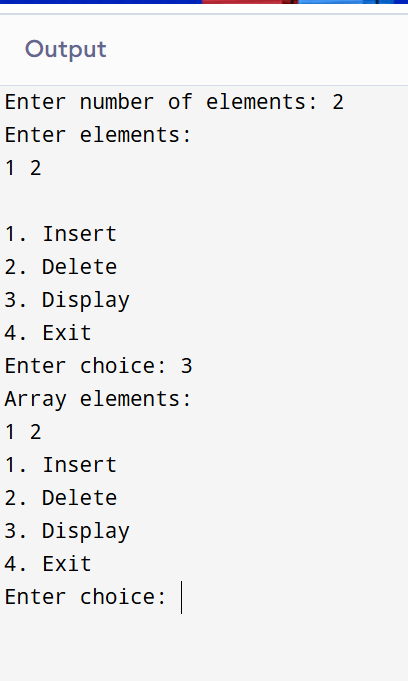 Output
Enter number of elements: 2
Enter elements:
1 2
1. Insert
2. Delete
3. Display
4. Exit
Enter choice: 3
Array elements:
1 2
1. Insert
2. Delete
3. Display
4. Exit
Enter choice: